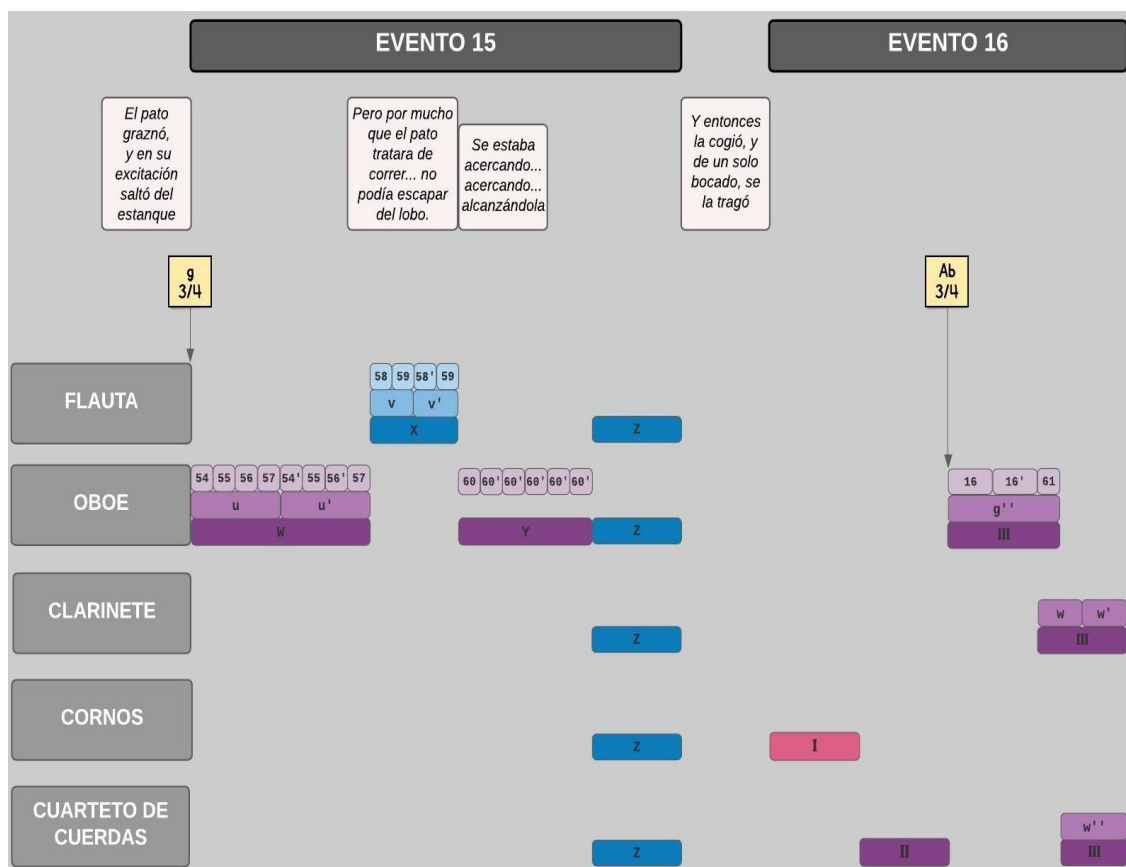 EVENTO 15
EVENTO 16
El pato
graznó,
y en su
excitación
saltó del
estanque
Pero por mucho
que el pato
tratara de
correr... no
podía escapar
del lobo.
Se estaba
acercando...
acercando...
alcanzándola
Y entonces
la cogió, y
de un solo
bocado, se
la tragó
g
3/4
Ab
3/4
FLAUTA
58 59 58' 59
v v'
X
Z
OBOE
54 55 56 57 54' 55 56' 57
u u'
W
60 60' 60' 60' 60' 60'
Y
Z
16 16' 61
g''
III
CLARINETE
Z
w w'
III
CORNOS
Z
I
CUARTETO DE
CUERDAS
Z
II
w''
III